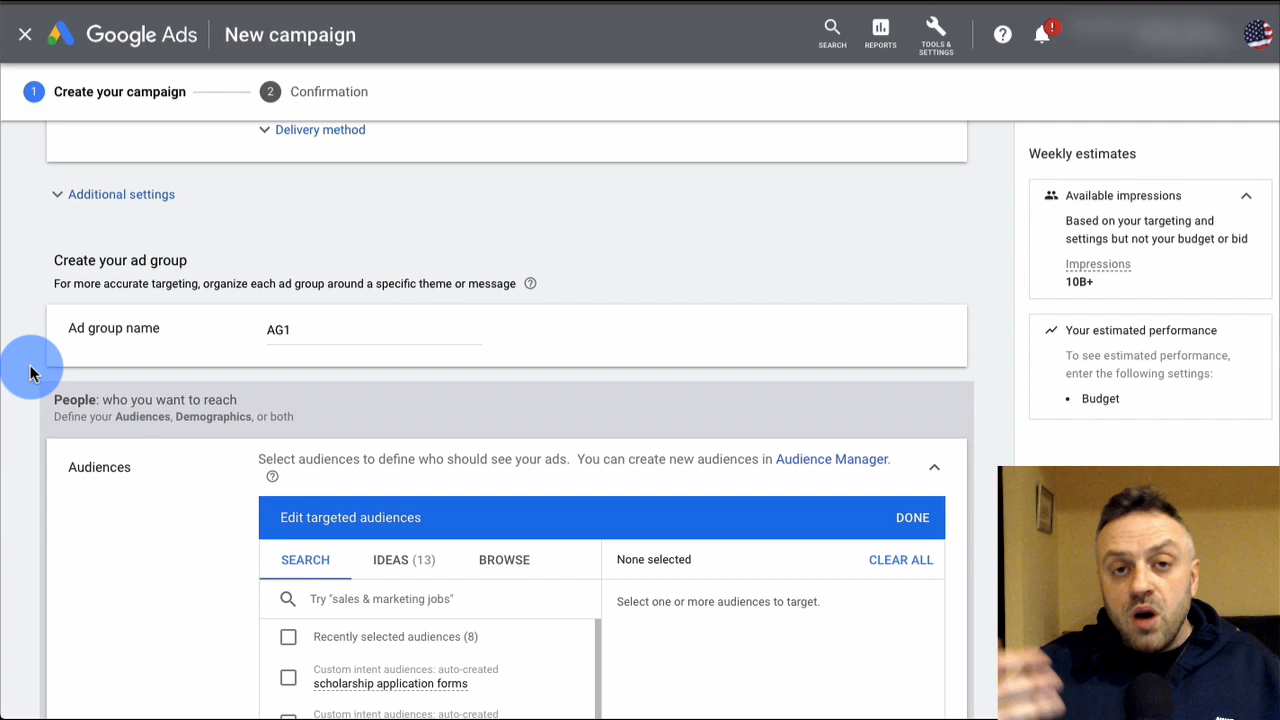 Google Ads
New campaign
SEARCH
REPORTS
TOOLS &
SETTINGS
1 Create your campaign
2 Confirmation
Delivery method
Additional settings
Create your ad group
For more accurate targeting, organize each ad group around a specific theme or message
Ad group name
AG1
People: who you want to reach
Define your Audiences, Demographics, or both
Audiences
Select audiences to define who should see your ads. You can create new audiences in Audience Manager.
Edit targeted audiences
DONE
SEARCH
IDEAS (13)
BROWSE
None selected
CLEAR ALL
Try "sales & marketing jobs"
Select one or more audiences to target.
Recently selected audiences (8)
Custom intent audiences: auto-created
scholarship application forms
Custom intent audiences: auto-created
Weekly estimates
Available impressions
Based on your targeting and
settings but not your budget or bid
Impressions
10B+
Your estimated performance
To see estimated performance,
enter the following settings:
• Budget